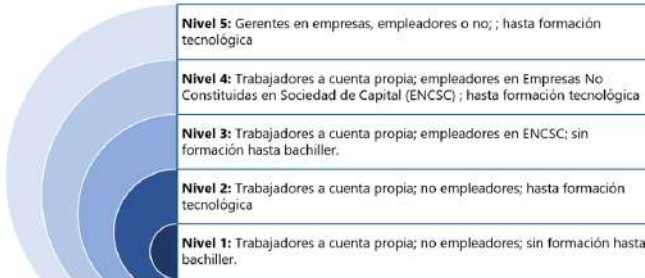 Nivel 5: Gerentes en empresas, empleadores o no; ; hasta formación
tecnológica
Nivel 4: Trabajadores a cuenta propia; empleadores en Empresas No
Constituidas en Sociedad de Capital (ENCSC) ; hasta formación tecnológica
Nivel 3: Trabajadores a cuenta propia; empleadores en ENCSC; sin
formación hasta bachiller.
Nivel 2: Trabajadores a cuenta propia; no empleadores; hasta formación
tecnológica
Nivel 1: Trabajadores a cuenta propia; no empleadores; sin formación hasta
bachiller.